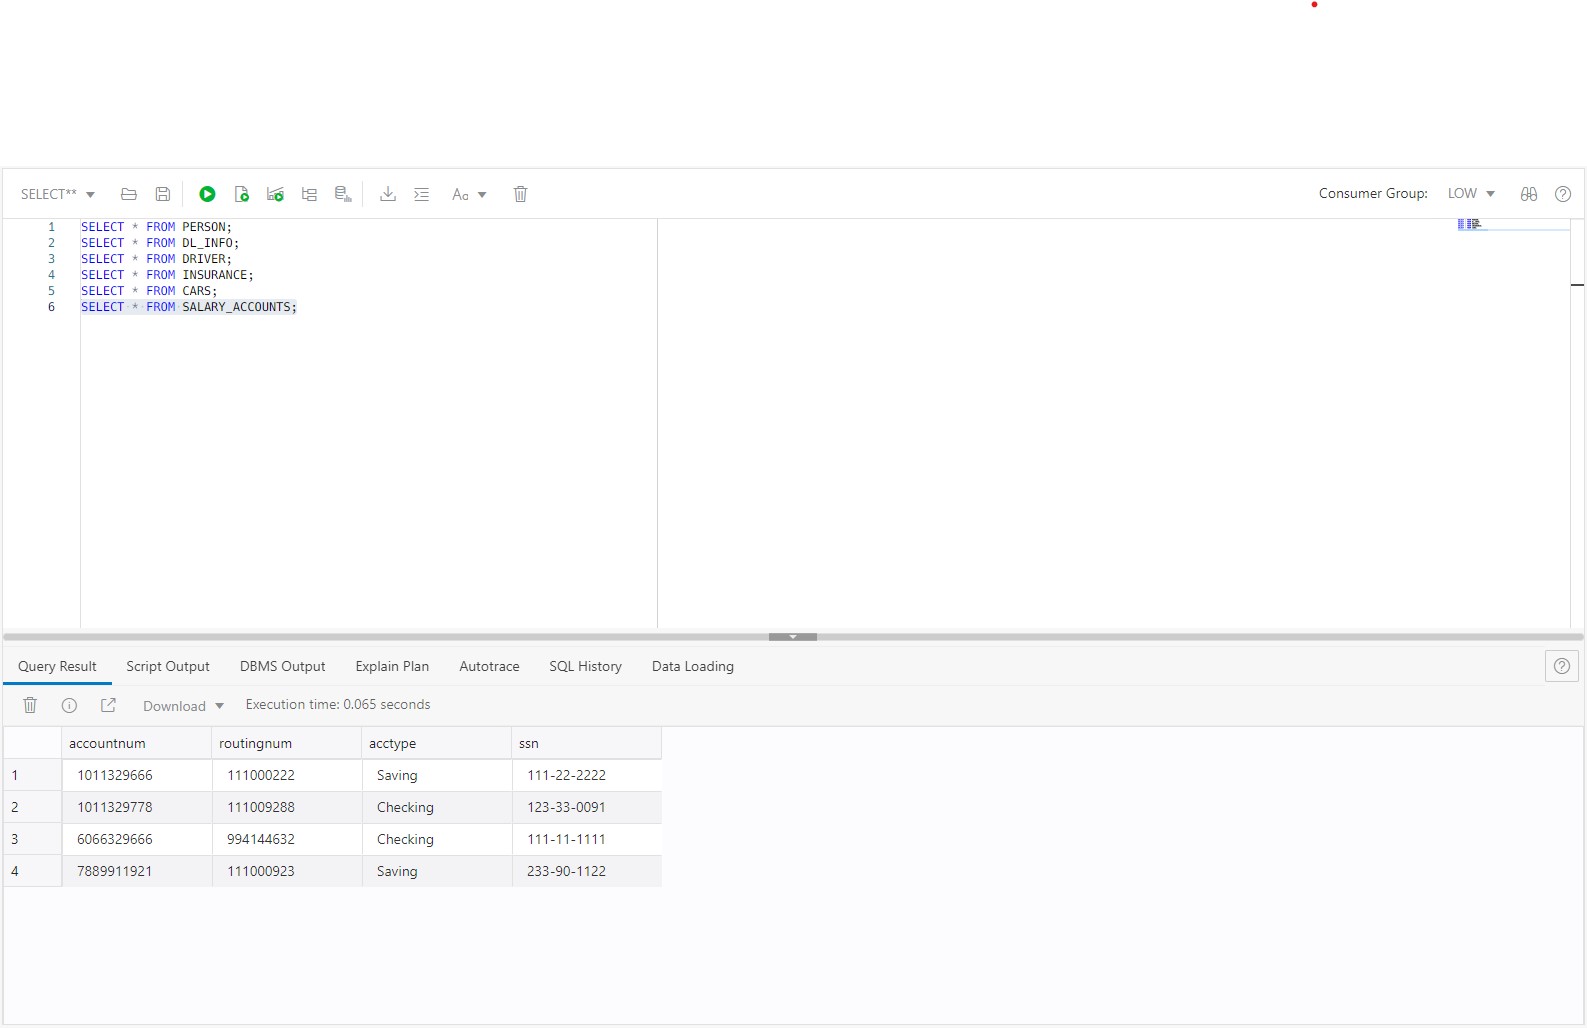 SELECT** Aa Consumer Group: LOW
1 SELECT * FROM PERSON;
2 SELECT * FROM DL_INFO;
3 SELECT * FROM DRIVER;
4 SELECT * FROM INSURANCE;
5 SELECT * FROM CARS;
6 SELECT * FROM SALARY_ACCOUNTS;
Query Result Script Output DBMS Output Explain Plan Autotrace SQL History Data Loading
Download Execution time: 0.065 seconds
accountnum routingnum acctype ssn
1 1011329666 111000222 Saving 111-22-2222
2 1011329778 111009288 Checking 123-33-0091
3 6066329666 994144632 Checking 111-11-1111
4 7889911921 111000923 Saving 233-90-1122